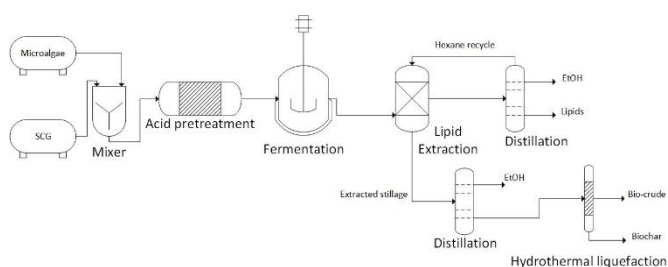 Microalgae
SCG
Mixer
Acid pretreatment
Fermentation
Hexane recycle
Lipid
Extraction
EtOH
Lipids
Distillation
Extracted stillage
EtOH
Distillation
Bio-crude
Biochar
Hydrothermal liquefaction